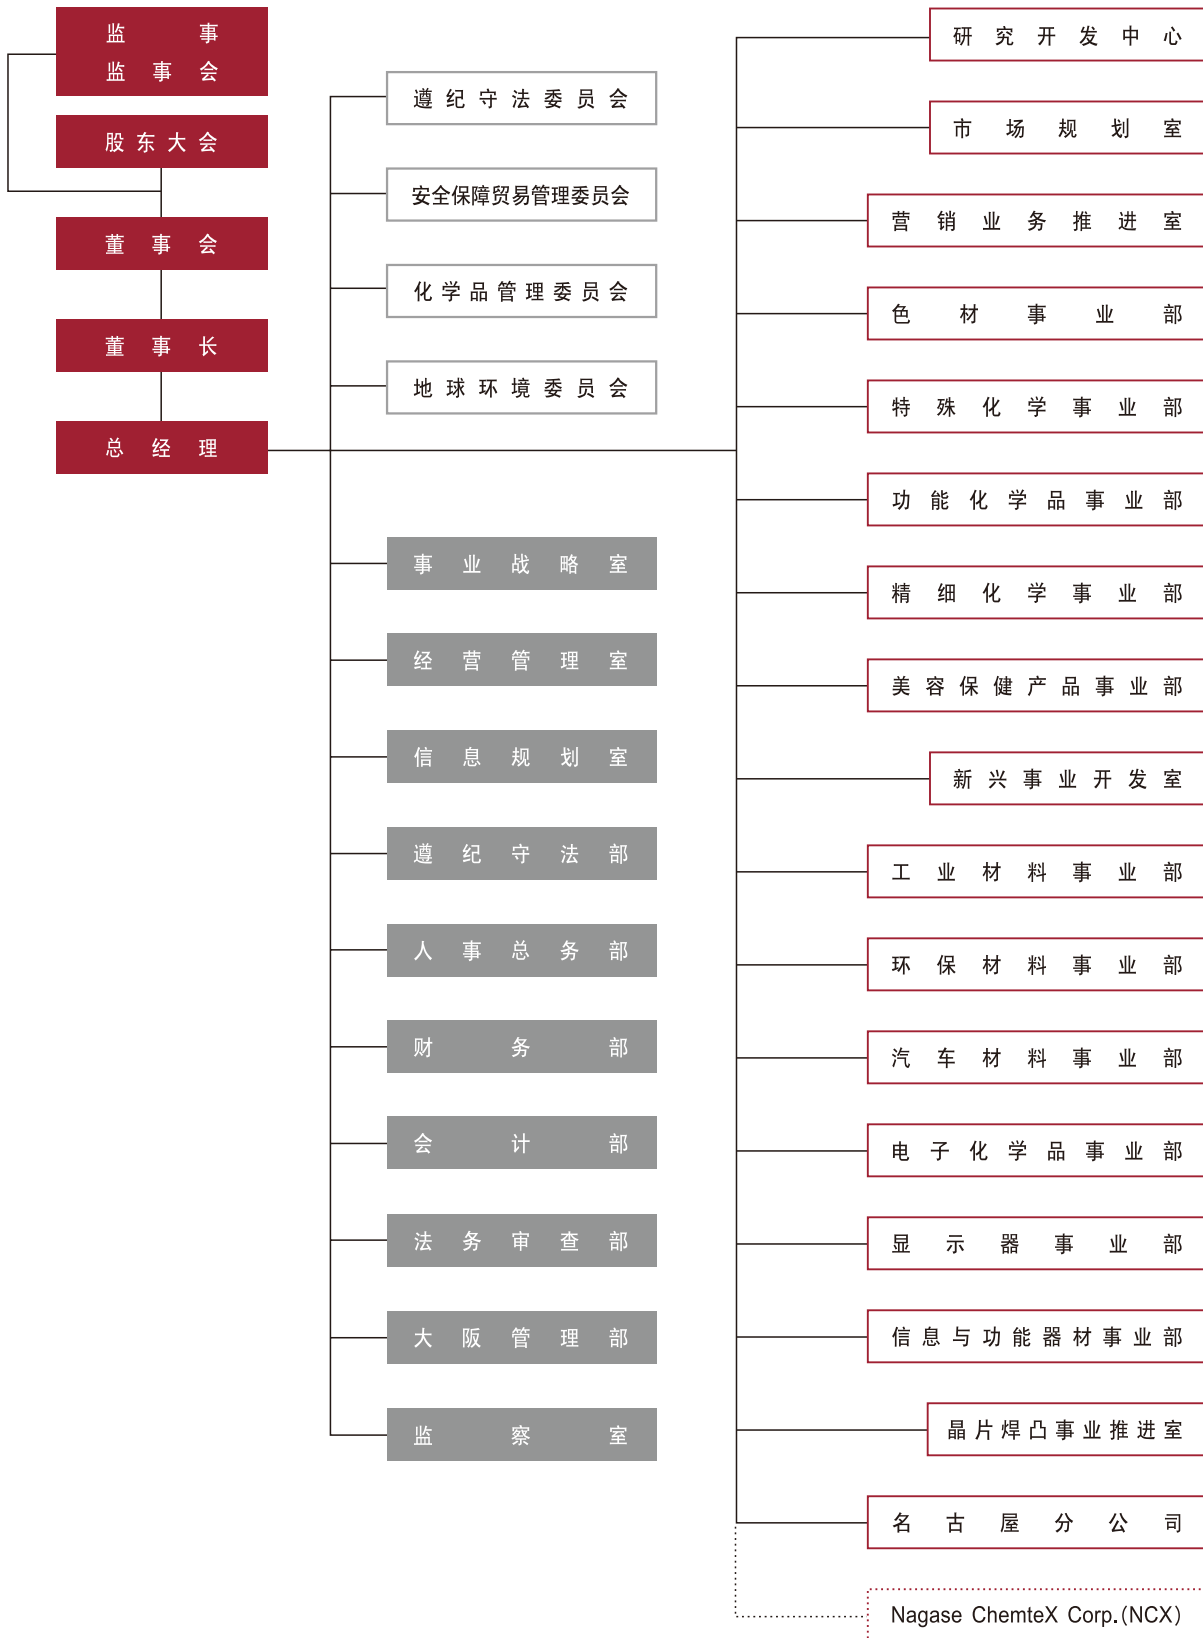 监事
监事会
股东大会
董事会
董事长
总经理
遵纪守法委员会
安全保障贸易管理委员会
化学品管理委员会
地球环境委员会
事业战略室
经营管理室
信息规划室
遵纪守法部
人事总务部
财务部
会计部
法务审查部
大阪管理部
监察室
研究开发中心
市场规划室
营销业务推进室
色材事业部
特殊化学事业部
功能化学品事业部
精细化学事业部
美容保健产品事业部
新兴事业开发室
工业材料事业部
环保材料事业部
汽车材料事业部
电子化学品事业部
显示器事业部
信息与功能器材事业部
晶片焊凸事业推进室
名古屋分公司
Nagase ChemteX Corp.(NCX)